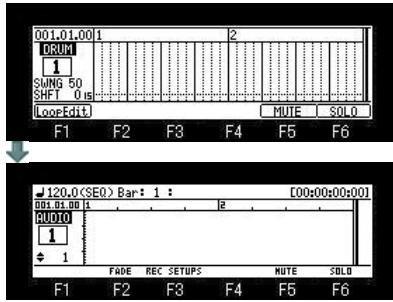 001.01.00 1 2
DRUM
1
SWNG 50
SHFT 0 15
LoopEdit MUTE SOLO
F1 F2 F3 F4 F5 F6
♩120.0(SEQ) Bar: 1 : [00:00:00:00]
001.01.00 1 2
AUDIO
1
1
FADE REC SETUPS MUTE SOLO
F1 F2 F3 F4 F5 F6